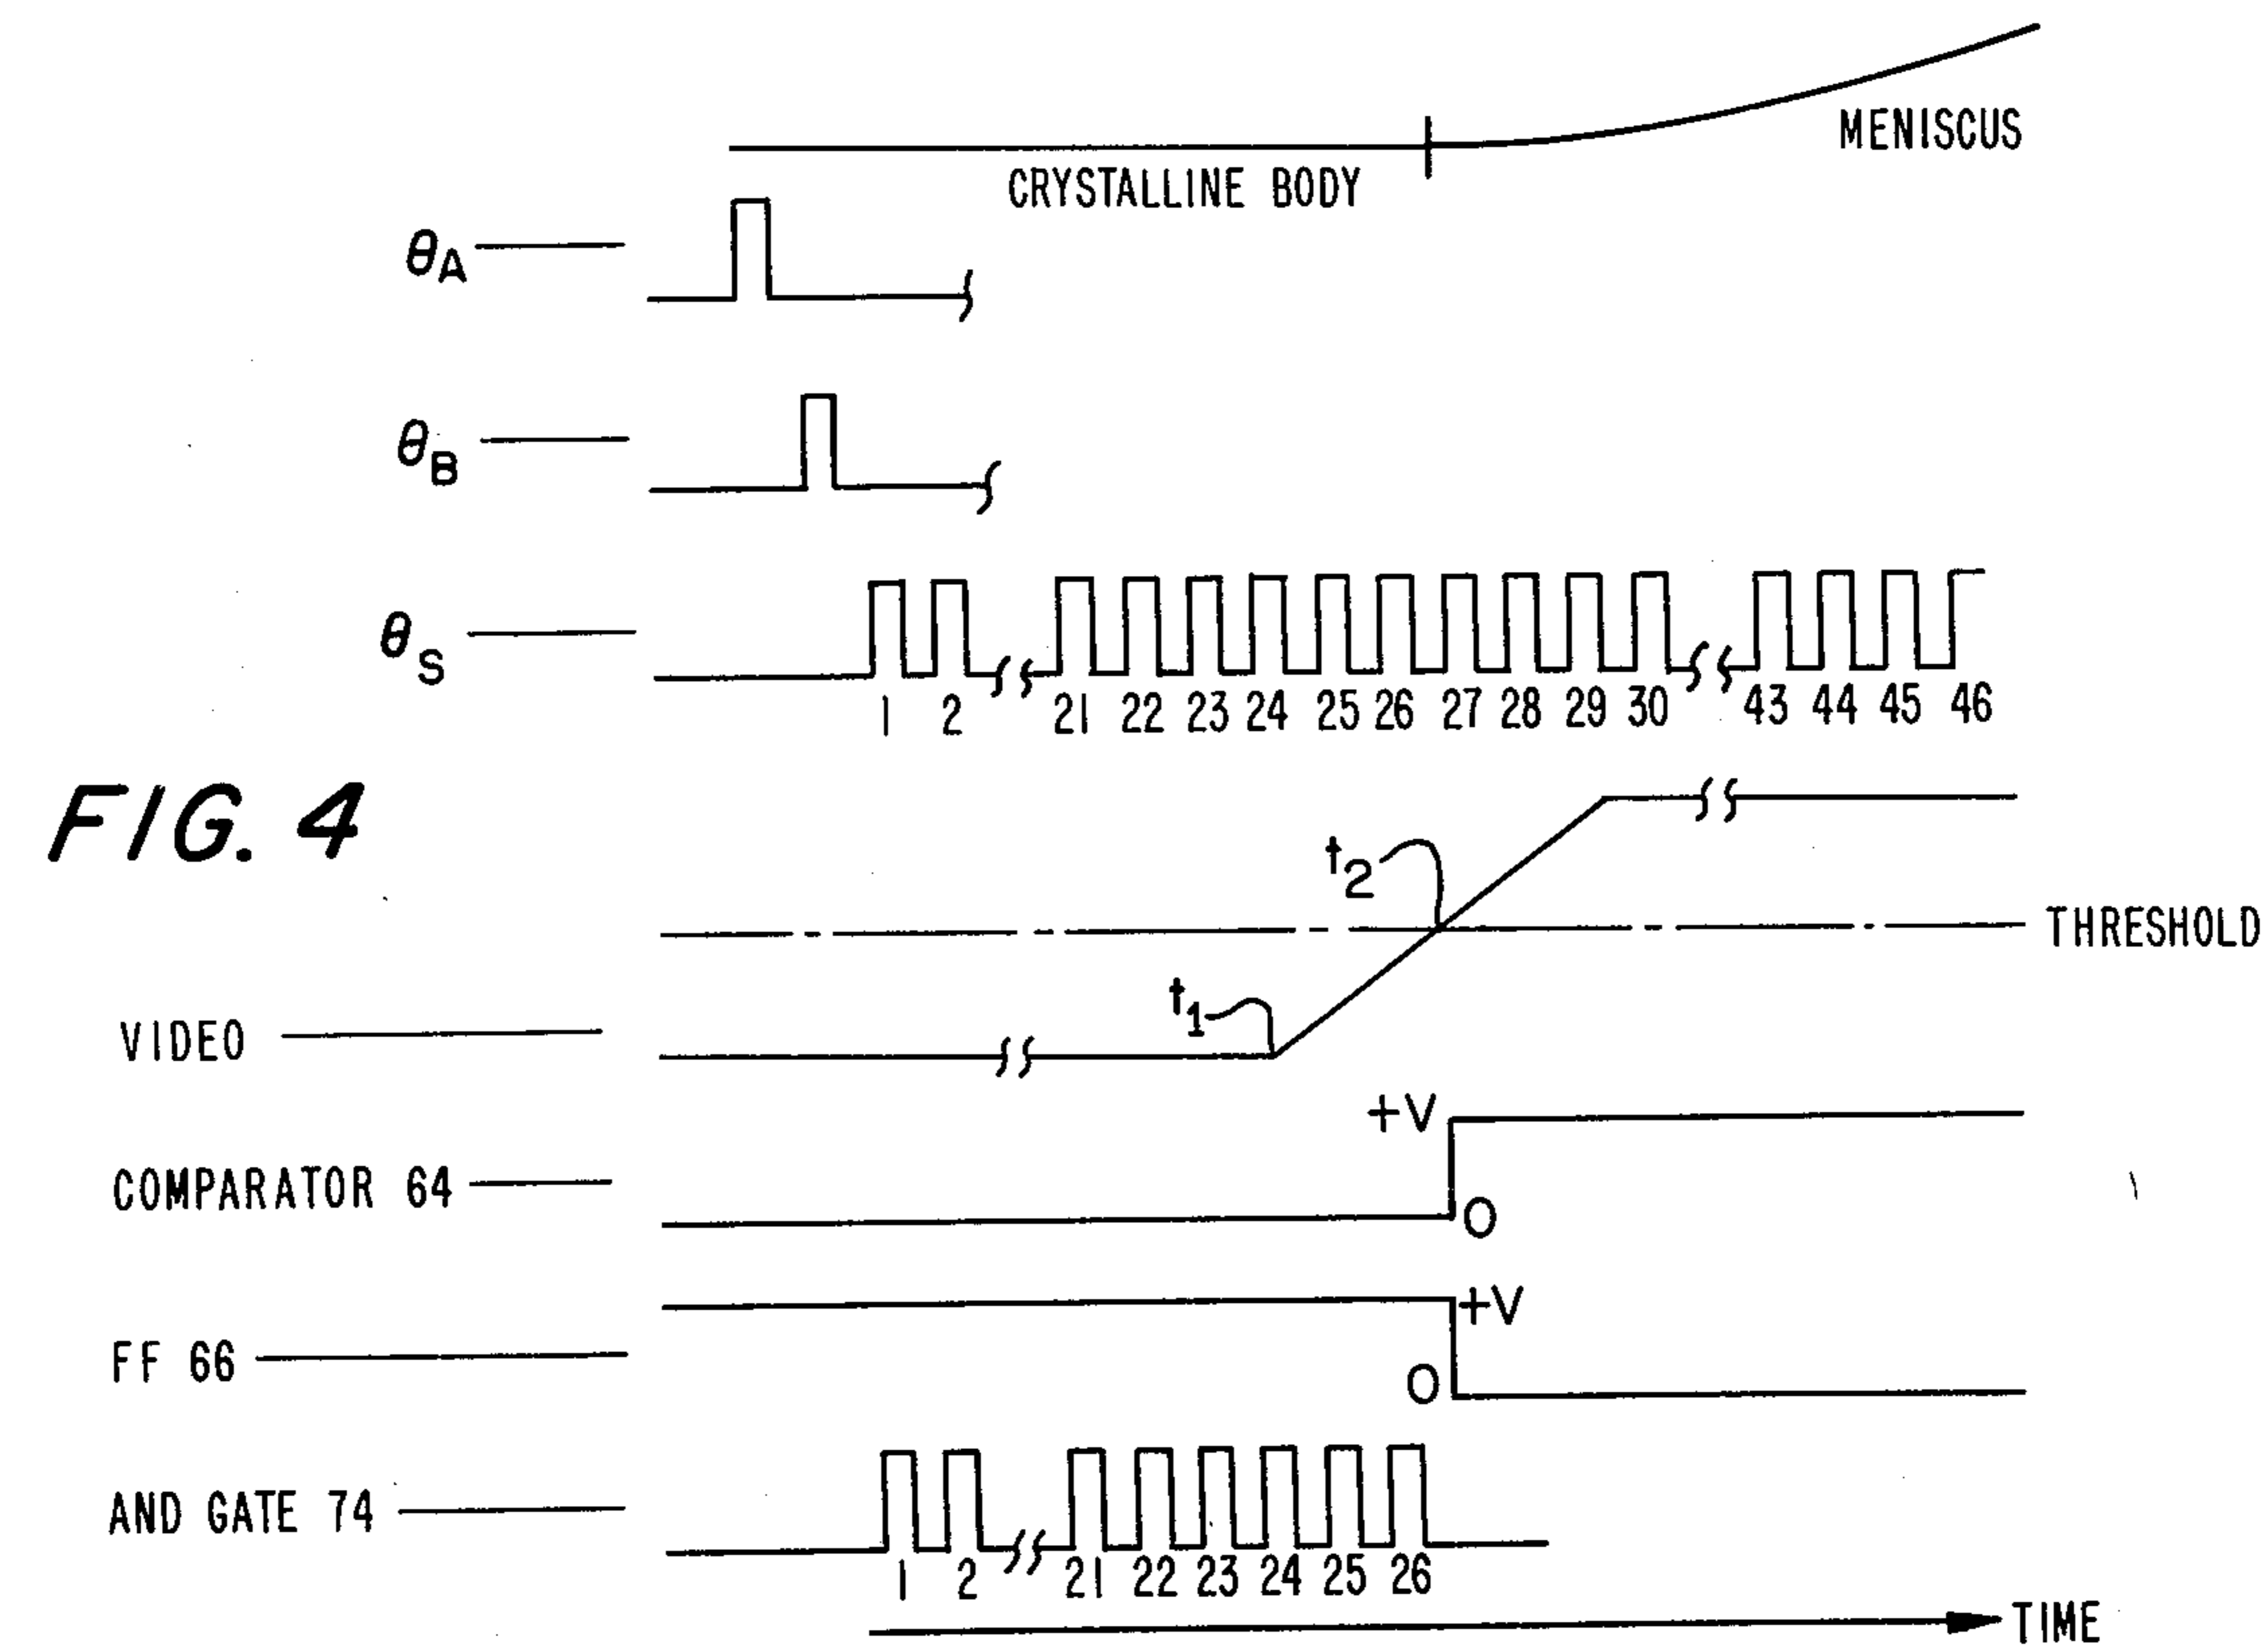 MENISCUS
CRYSTALLINE BODY
θA
θB
θS
1 2 21 22 23 24 25 26 27 28 29 30 43 44 45 46
FIG. 4
t2
THRESHOLD
t1
VIDEO
+V
COMPARATOR 64
0
+V
FF 66
0
AND GATE 74
1 2 21 22 23 24 25 26
TIME